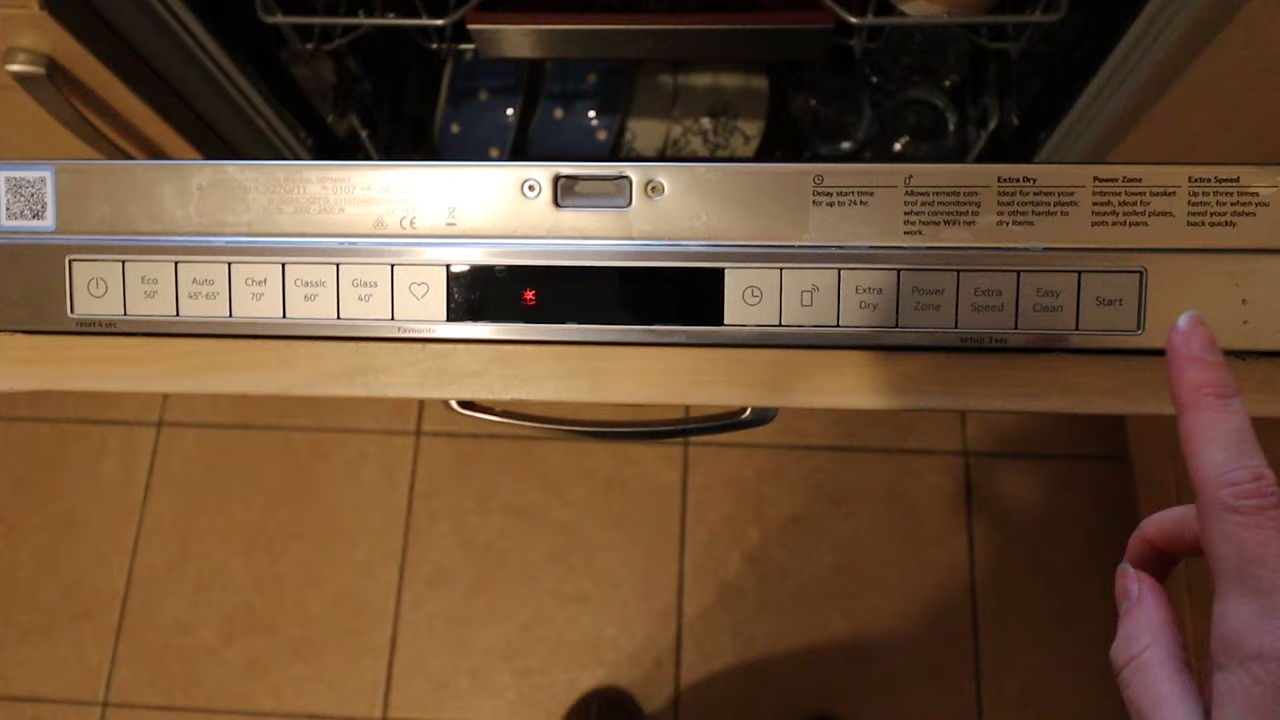 0107
CE
Delay start time
for up to 24 hr.
Allows remote con-
trol and monitoring
when connected to
the home WiFi net-
work.
Extra Dry
Ideal for when your
load contains plastic
or other harder to
dry items.
Power Zone
Intense lower basket
wash, ideal for
heavily soiled plates,
pots and pans.
Extra Speed
Up to three times
faster, for when you
need your dishes
back quickly.
Eco
50°
Auto
45°-65°
Chef
70°
Classic
60°
Glass
40°
Extra
Dry
Power
Zone
Extra
Speed
Easy
Clean
Start
reset 4 sec
Favourite
setup 3 sec